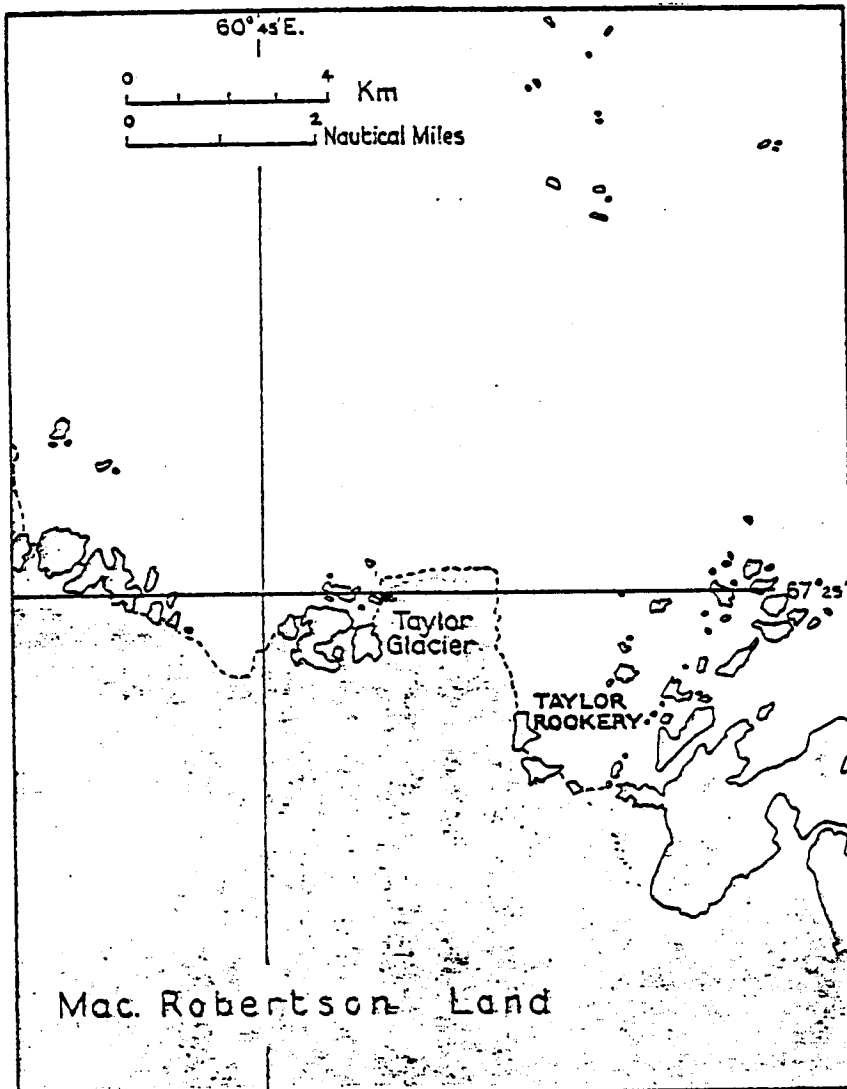 60°45'E.
0 4
Km
0 2
Nautical Miles
67°25'
Taylor
Glacier
TAYLOR
ROOKERY
Mac. Robertson Land